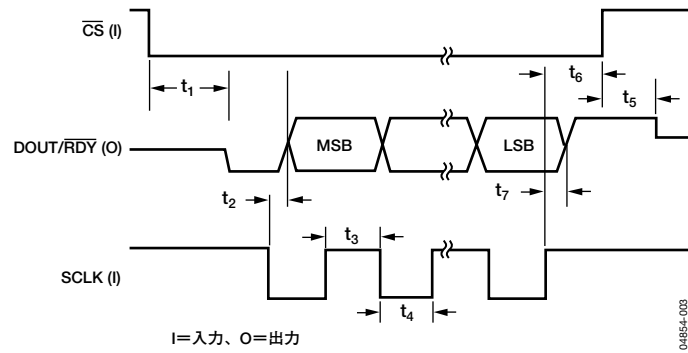 CS (I)
t1
t6
t5
DOUT/RDY (O)
MSB
LSB
t2
t7
t3
SCLK (I)
t4
I＝入力、O＝出力
04854-003